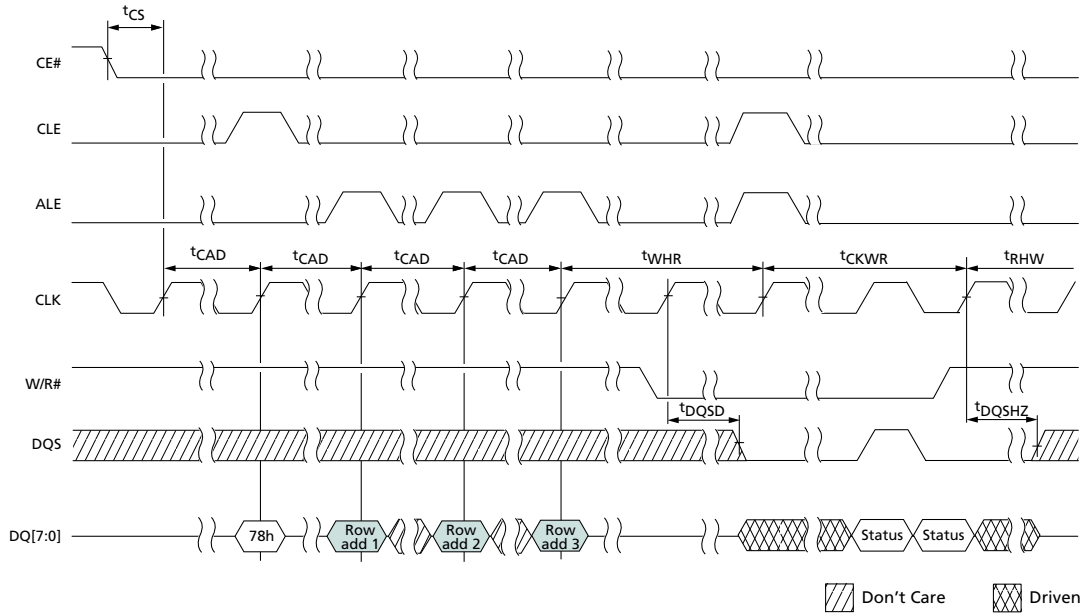 tCS
CE#
CLE
ALE
tCAD tCAD tCAD tCAD tWHR tCKWR tRHW
CLK
W/R#
tDQSD tDQSHZ
DQS
DQ[7:0] 78h Row add 1 Row add 2 Row add 3 Status Status
Don't Care Driven